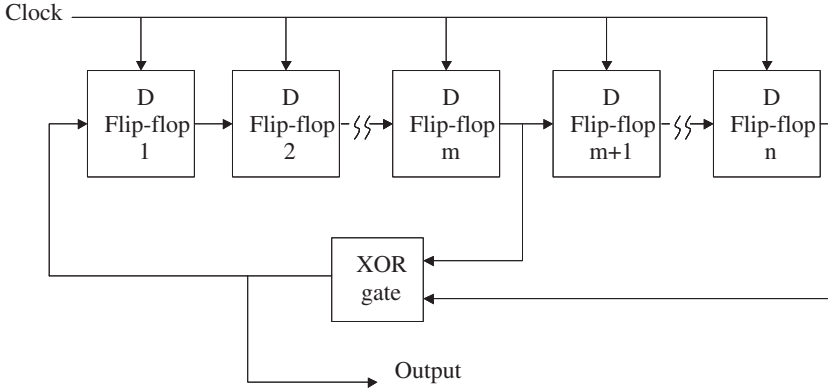 Clock
D
Flip-flop
1
D
Flip-flop
2
D
Flip-flop
m
D
Flip-flop
m+1
D
Flip-flop
n
XOR
gate
Output